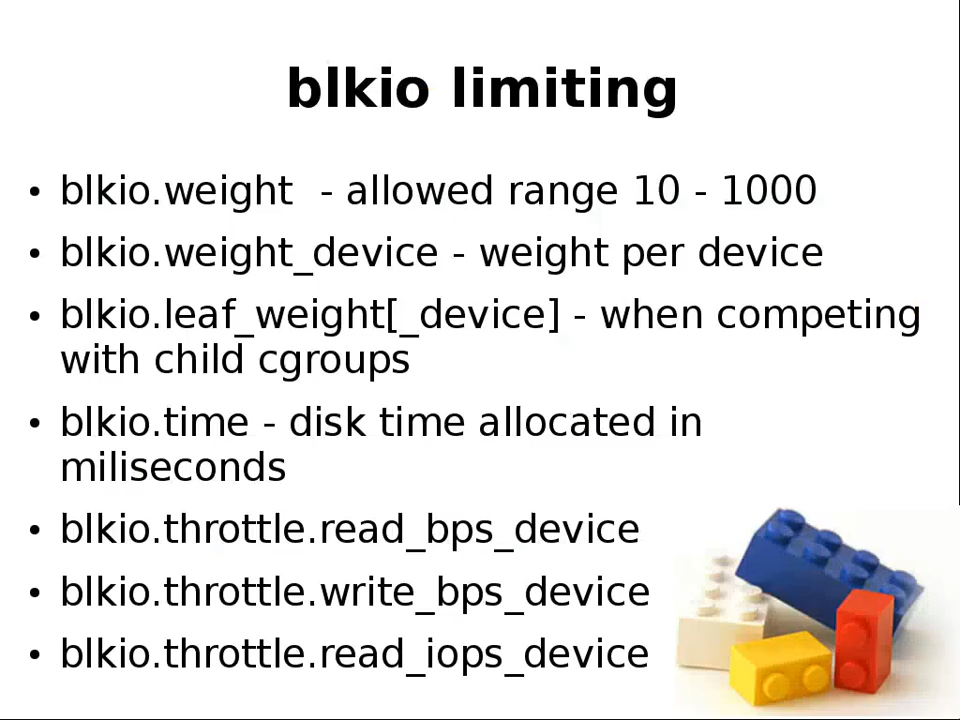 blkio limiting
• blkio.weight  - allowed range 10 - 1000
• blkio.weight_device - weight per device
• blkio.leaf_weight[_device] - when competing
with child cgroups
• blkio.time - disk time allocated in
miliseconds
• blkio.throttle.read_bps_device
• blkio.throttle.write_bps_device
• blkio.throttle.read_iops_device